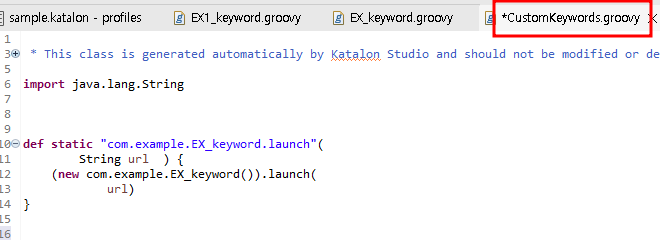 sample.katalon - profiles EX1_keyword.groovy EX_keyword.groovy *CustomKeywords.groovy
1
3 * This class is generated automatically by Katalon Studio and should not be modified or de
6 import java.lang.String
7
8
9
10 def static "com.example.EX_keyword.launch"(
11 String url ) {
12 (new com.example.EX_keyword()).launch(
13 url)
14 }
15
16